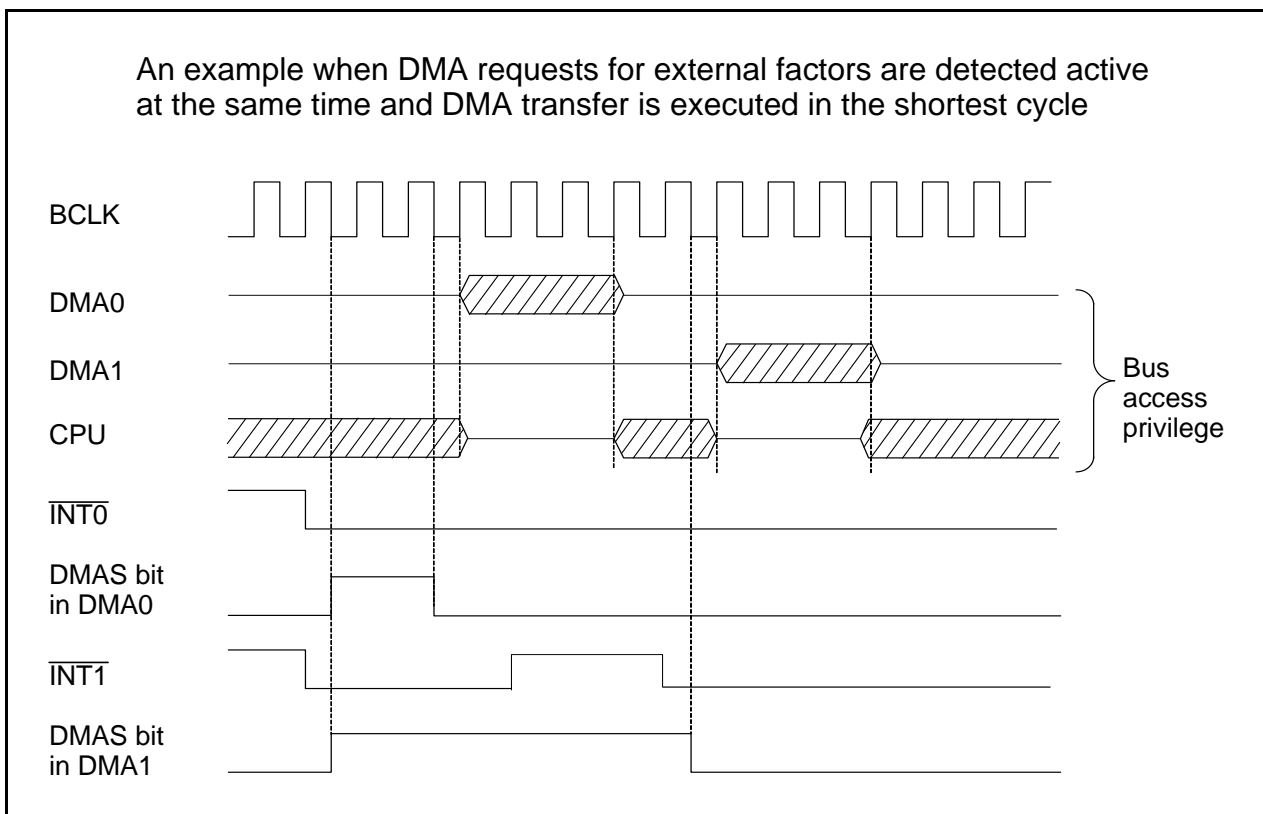 An example when DMA requests for external factors are detected active
at the same time and DMA transfer is executed in the shortest cycle
BCLK
DMA0
DMA1
CPU
Bus
access
privilege
INT0
DMAS bit
in DMA0
INT1
DMAS bit
in DMA1